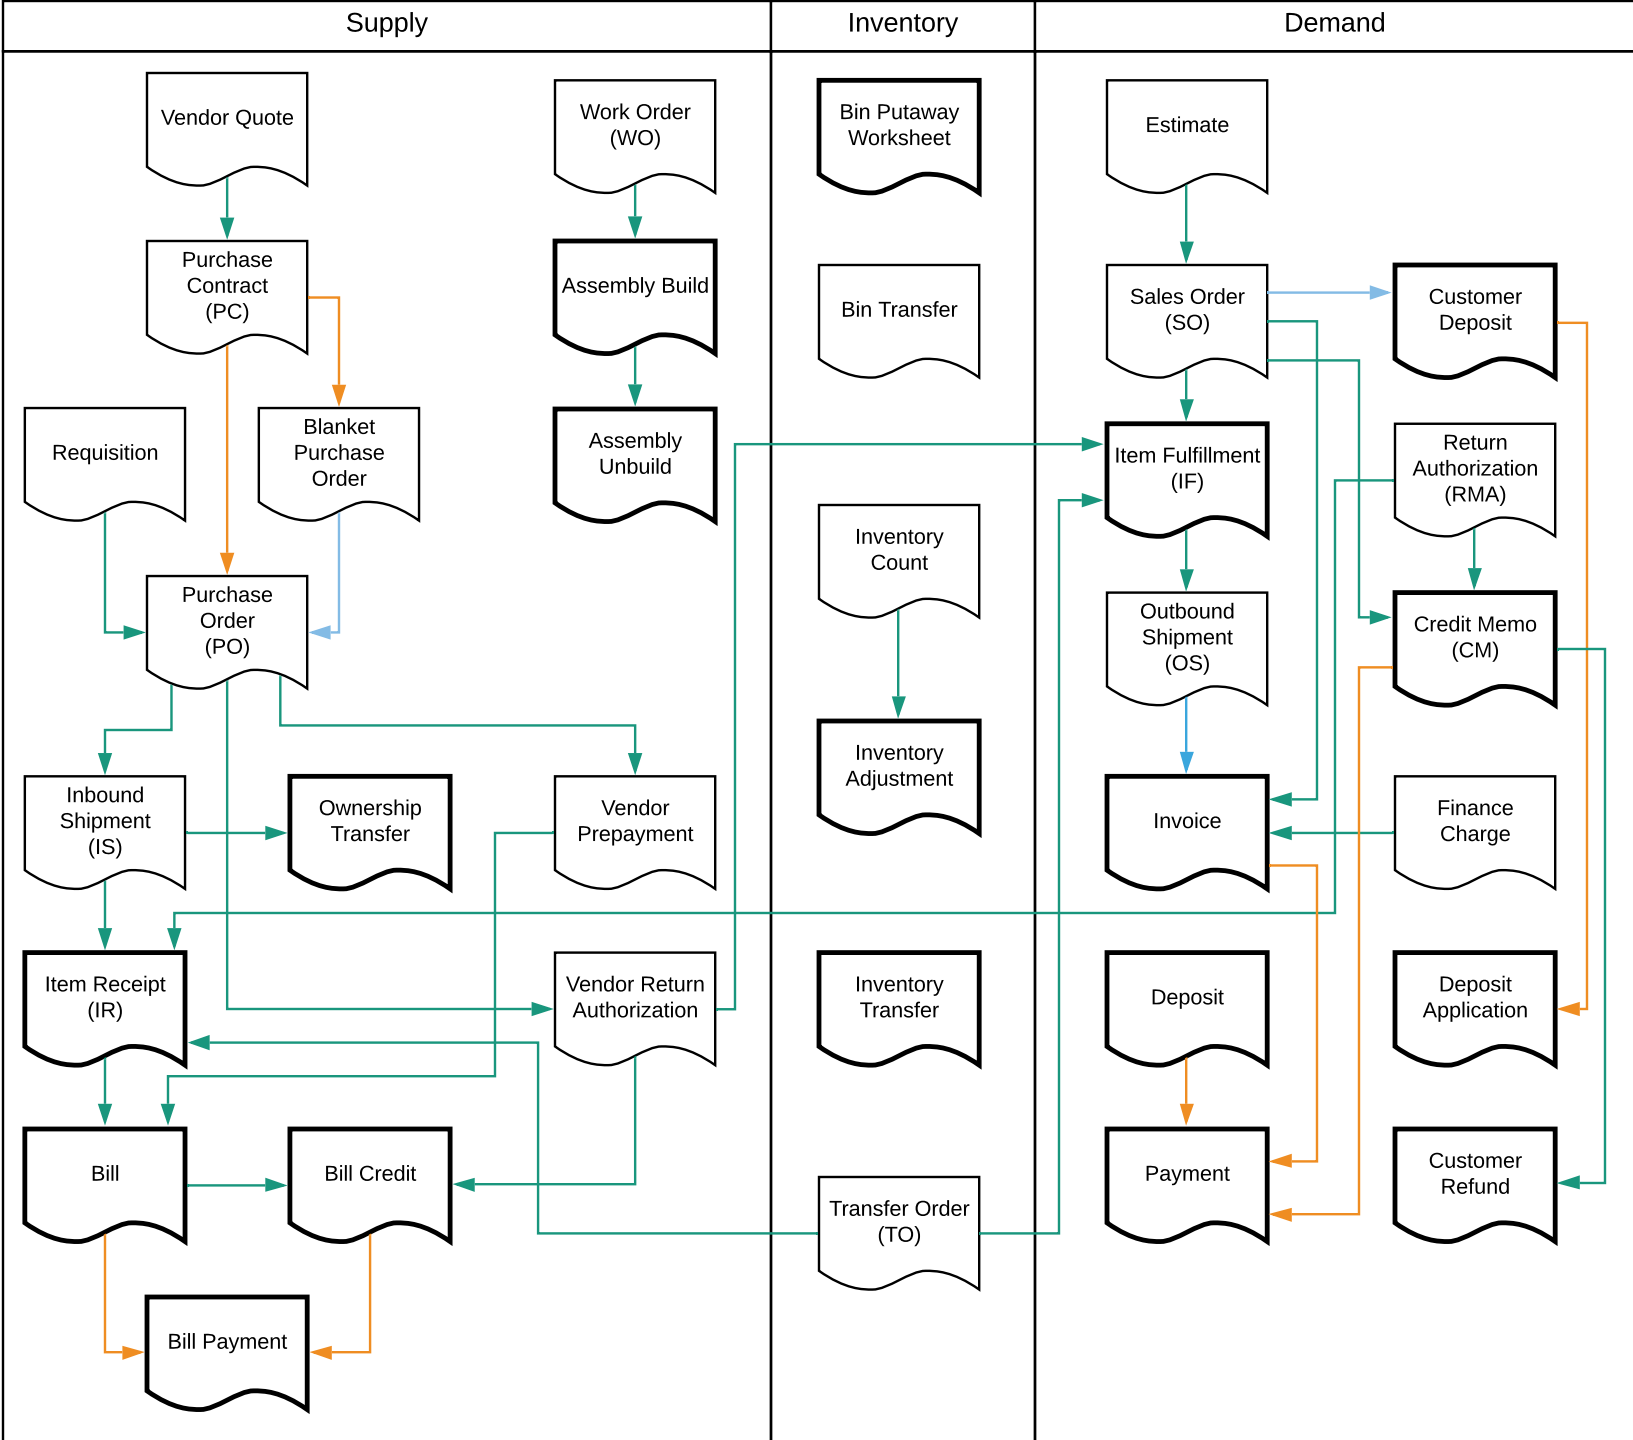 Supply
Inventory
Demand
Vendor Quote
Work Order
(WO)
Bin Putaway
Worksheet
Estimate
Purchase
Contract
(PC)
Assembly Build
Bin Transfer
Sales Order
(SO)
Customer
Deposit
Requisition
Blanket
Purchase
Order
Assembly
Unbuild
Item Fulfillment
(IF)
Return
Authorization
(RMA)
Inventory
Count
Purchase
Order
(PO)
Outbound
Shipment
(OS)
Credit Memo
(CM)
Inventory
Adjustment
Inbound
Shipment
(IS)
Ownership
Transfer
Vendor
Prepayment
Invoice
Finance
Charge
Item Receipt
(IR)
Vendor Return
Authorization
Inventory
Transfer
Deposit
Deposit
Application
Bill
Bill Credit
Transfer Order
(TO)
Payment
Customer
Refund
Bill Payment